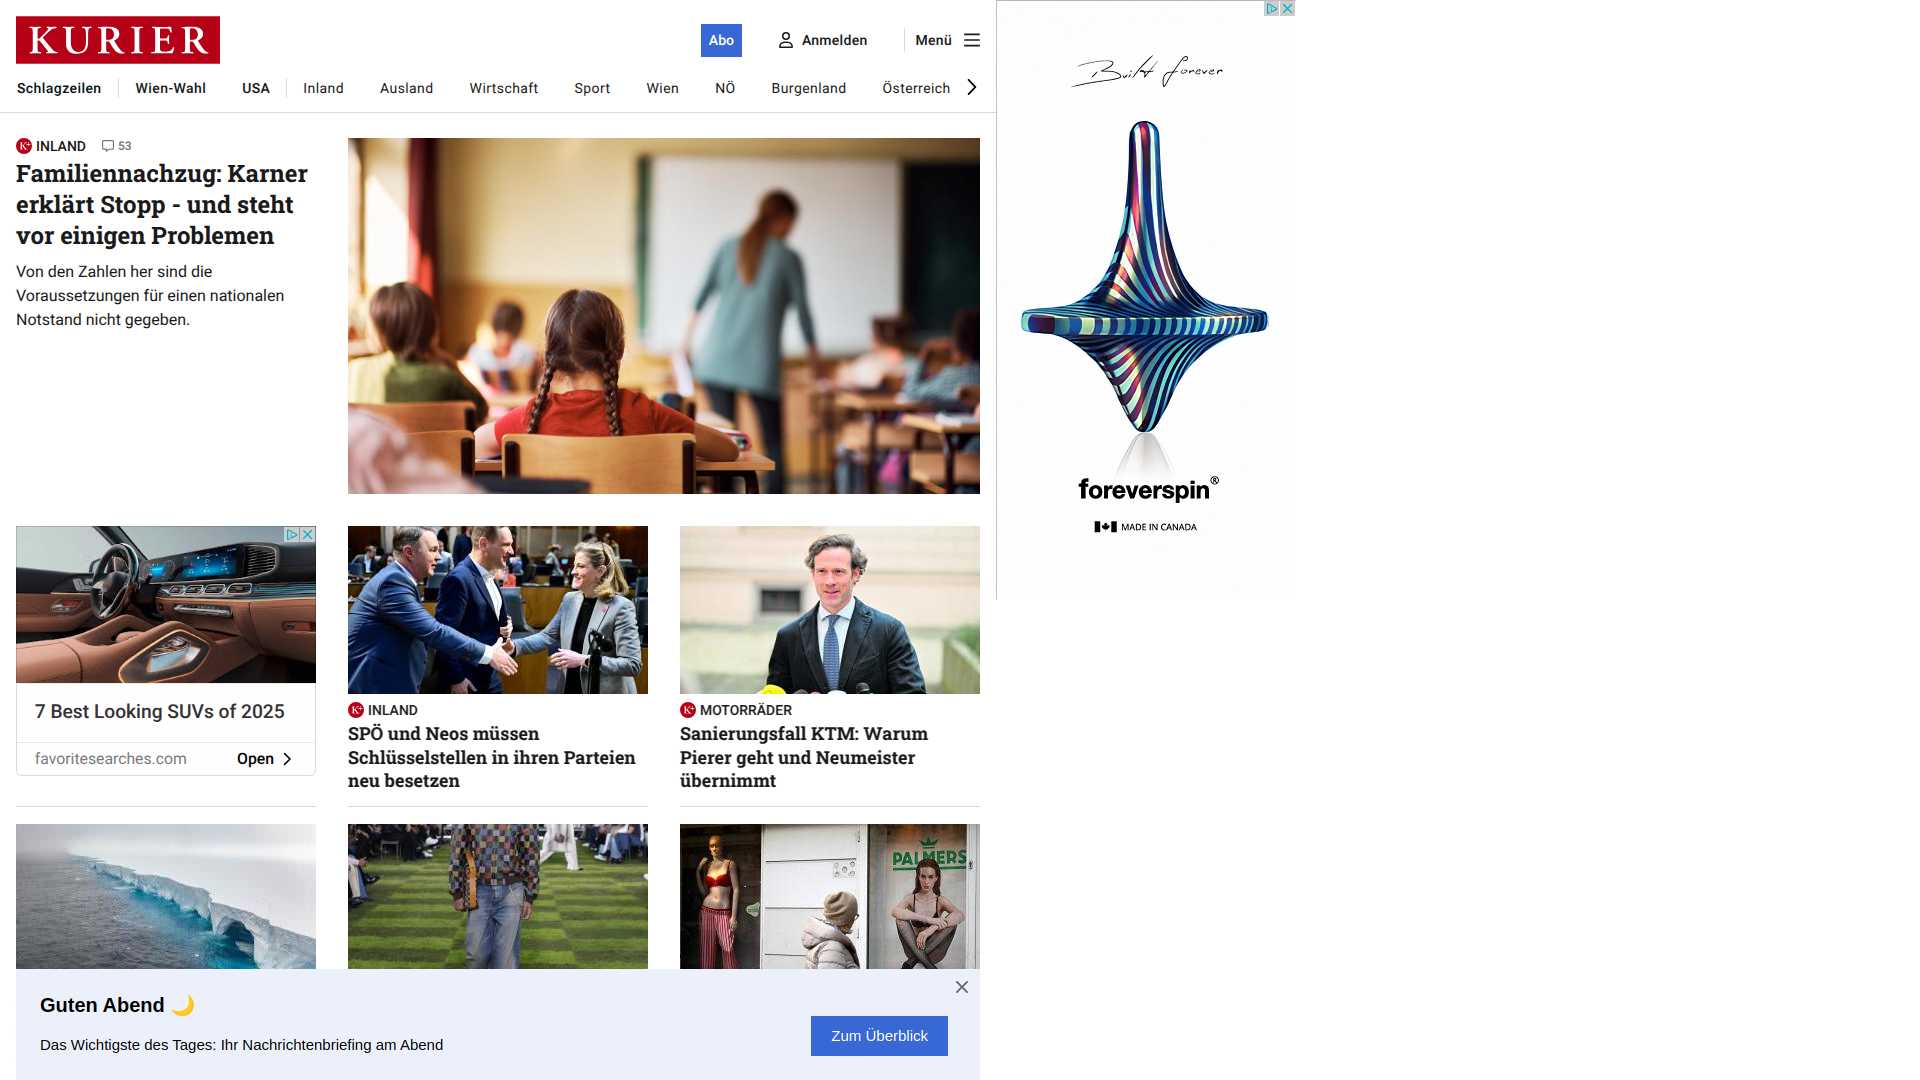 KURIER
Abo
Anmelden
Menü
Schlagzeilen
Wien-Wahl
USA
Inland
Ausland
Wirtschaft
Sport
Wien
NÖ
Burgenland
Österreich
INLAND
53
Familiennachzug: Karner
erklärt Stopp - und steht
vor einigen Problemen
Von den Zahlen her sind die
Voraussetzungen für einen nationalen
Notstand nicht gegeben.
Built forever
foreverspin®
MADE IN CANADA
7 Best Looking SUVs of 2025
favoritesearches.com
Open
K+ INLAND
SPÖ und Neos müssen
Schlüsselstellen in ihren Parteien
neu besetzen
K+ MOTORRÄDER
Sanierungsfall KTM: Warum
Pierer geht und Neumeister
übernimmt
PALMERS
Guten Abend 🌙
Das Wichtigste des Tages: Ihr Nachrichtenbriefing am Abend
Zum Überblick